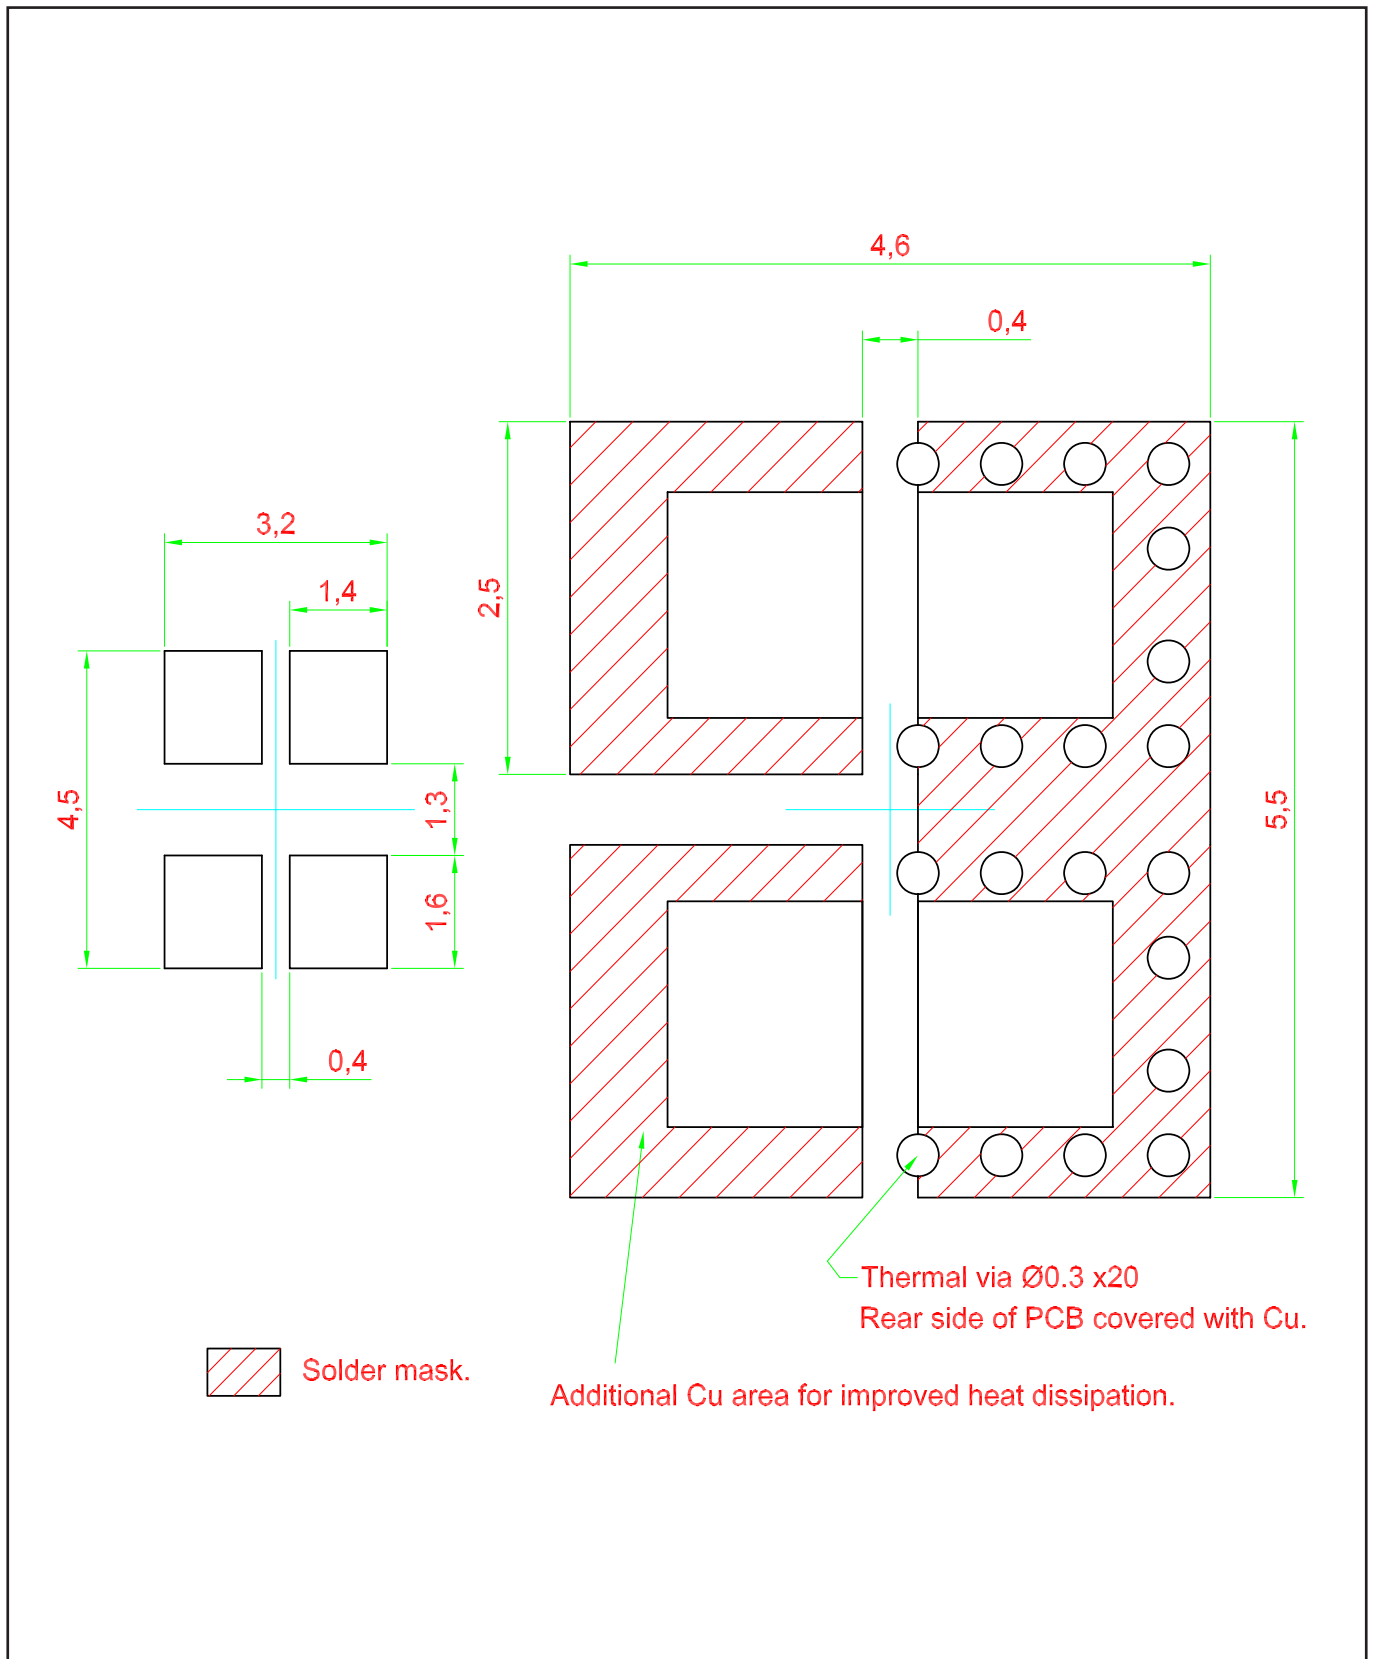 4,6
0,4
3,2
1,4
2,5
4,5
1,3
5,5
1,6
0,4
Thermal via Ø0.3 x20
Rear side of PCB covered with Cu.
Solder mask.
Additional Cu area for improved heat dissipation.